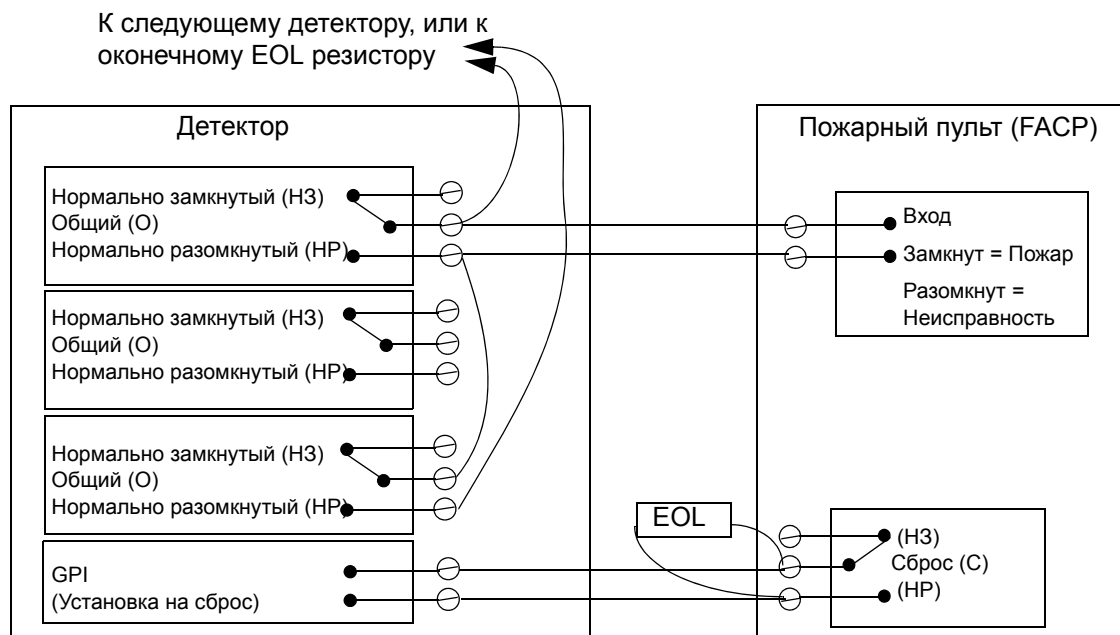 К следующему детектору, или к
оконечному EOL резистору
Детектор
Нормально замкнутый (НЗ)
Общий (О)
Нормально разомкнутый (НР)
Нормально замкнутый (НЗ)
Общий (О)
Нормально разомкнутый (НР)
Нормально замкнутый (НЗ)
Общий (О)
Нормально разомкнутый (НР)
GPI
(Установка на сброс)
Пожарный пульт (FACP)
Вход
Замкнут = Пожар
Разомкнут =
Неисправность
EOL
(НЗ)
Сброс (С)
(НР)